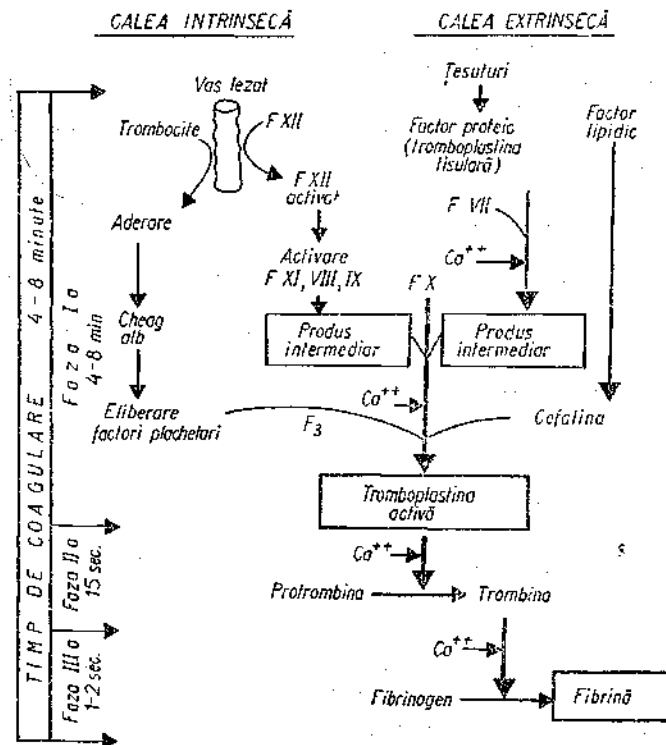 CALEA INTRINSECĂ
CALEA EXTRINSECĂ
Vas lezat
Trombocite
F XII
F XII
activat
Aderare
Activare
F XI, VIII, IX
Cheag
alb
Produs
intermediar
Eliberare
factori plachetari
F3
Țesuturi
Factor proteic
(tromboplastina
tisulară)
Factor
lipidic
F VII
Ca++
F X
Produs
intermediar
Ca++
Cefalina
Tromboplastina
activă
Ca++
Protrombina
Trombina
Ca++
Fibrinogen
Fibrină
TIMP DE COAGULARE 4-8 minute
Faza Ia
4-8 min
Faza IIa
15 sec.
Faza IIIa
1-2 sec.
s